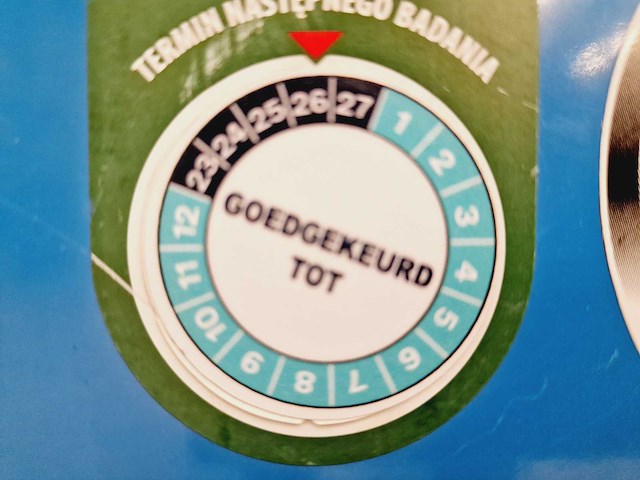 TERMIN NASTĘPNEGO BADANIA
23 24 25 26 27
1 2 3 4 5 6 7 8 9 10 11 12
GOEDGEKEURD
TOT